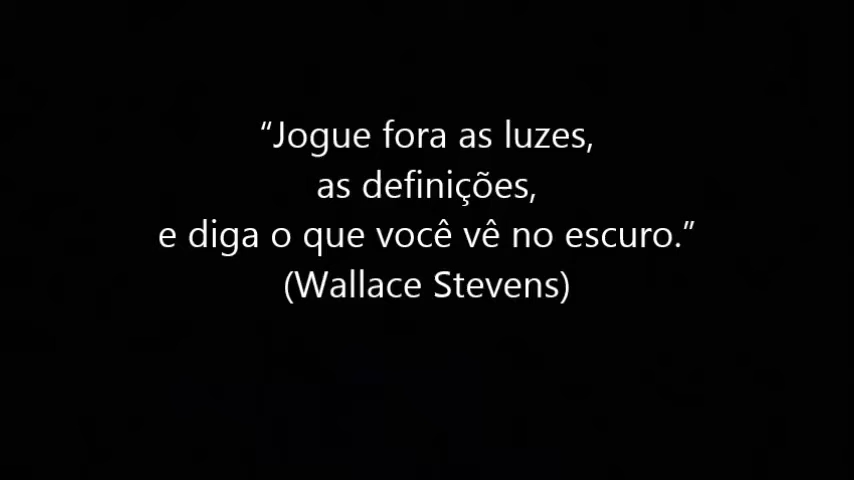 “Jogue fora as luzes,
as definições,
e diga o que você vê no escuro.”
(Wallace Stevens)